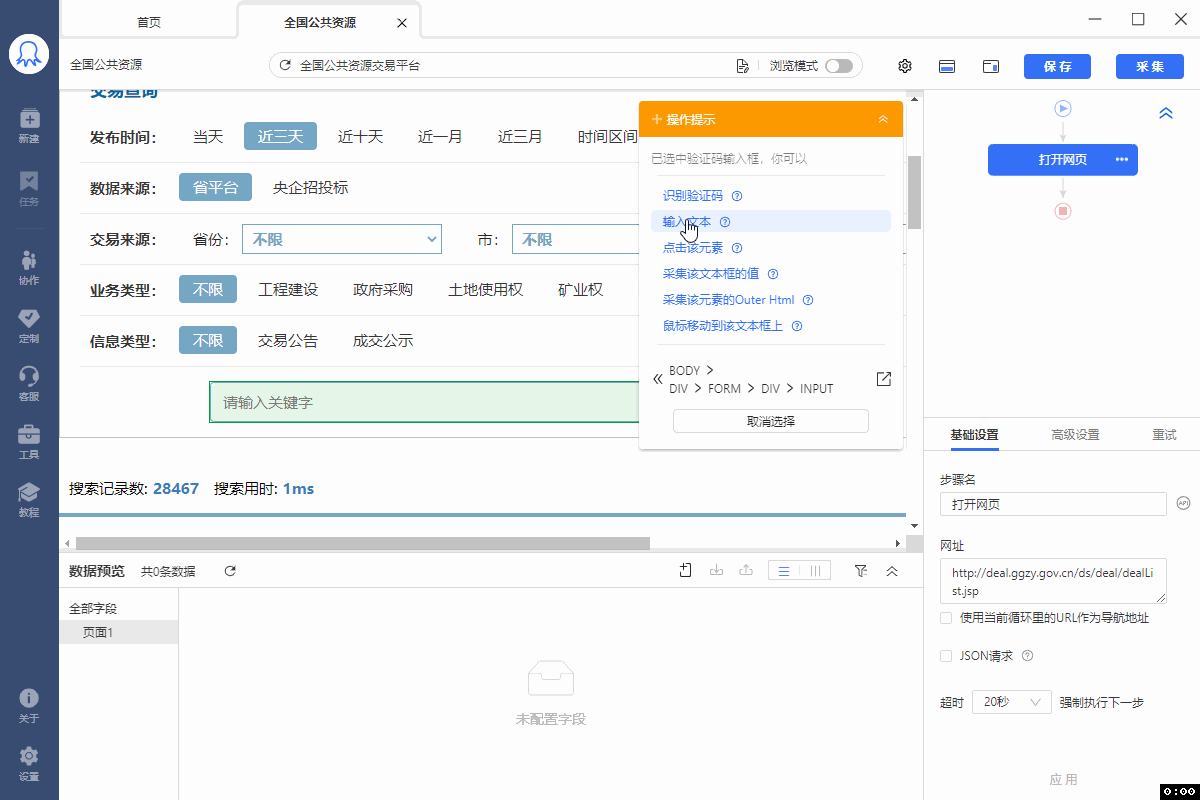 首页
全国公共资源
全国公共资源
全国公共资源交易平台
浏览模式
保存
采集
新建
任务
协作
定制
客服
工具
教程
关于
设置
交易查询
发布时间：
当天
近三天
近十天
近一月
近三月
时间区间
数据来源：
省平台
央企招投标
交易来源：
省份：
不限
市：
不限
业务类型：
不限
工程建设
政府采购
土地使用权
矿业权
信息类型：
不限
交易公告
成交公示
请输入关键字
搜索记录数: 28467 搜索用时: 1ms
操作提示
已选中验证码输入框，你可以
识别验证码
输入文本
点击该元素
采集该文本框的值
采集该元素的Outer Html
鼠标移动到该文本框上
BODY >
DIV > FORM > DIV > INPUT
取消选择
数据预览 共0条数据
全部字段
页面1
未配置字段
打开网页
基础设置
高级设置
重试
步骤名
打开网页
API
网址
http://deal.ggzy.gov.cn/ds/deal/dealLi
st.jsp
使用当前循环里的URL作为导航地址
JSON请求
超时 20秒 强制执行下一步
应用
0:00